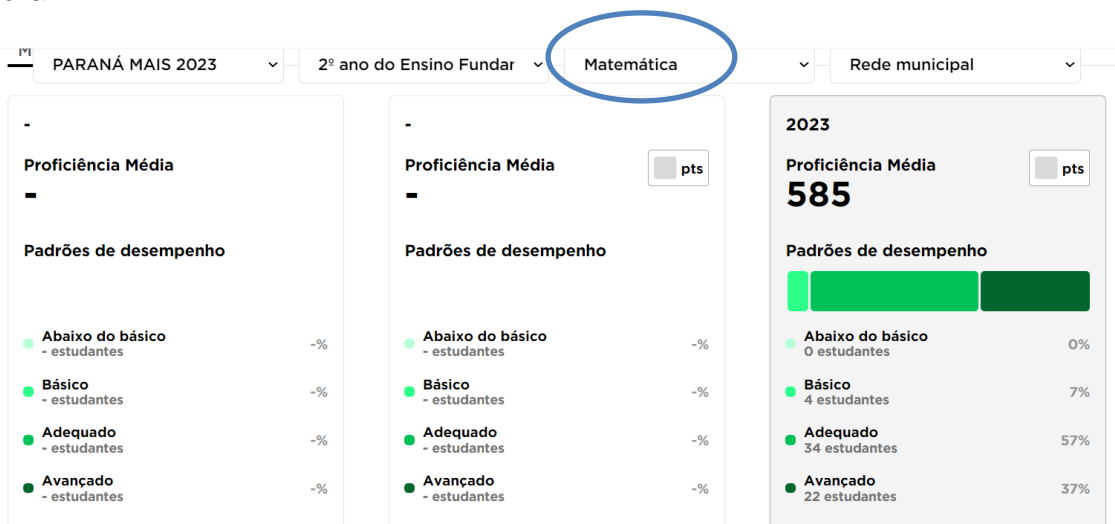 PARANÁ MAIS 2023
2º ano do Ensino Fundar
Matemática
Rede municipal
-
Proficiência Média
-
Padrões de desempenho
Abaixo do básico
- estudantes
-%
Básico
- estudantes
-%
Adequado
- estudantes
-%
Avançado
- estudantes
-%
-
Proficiência Média
pts
-
Padrões de desempenho
Abaixo do básico
- estudantes
-%
Básico
- estudantes
-%
Adequado
- estudantes
-%
Avançado
- estudantes
-%
2023
Proficiência Média
pts
585
Padrões de desempenho
Abaixo do básico
0 estudantes
0%
Básico
4 estudantes
7%
Adequado
34 estudantes
57%
Avançado
22 estudantes
37%